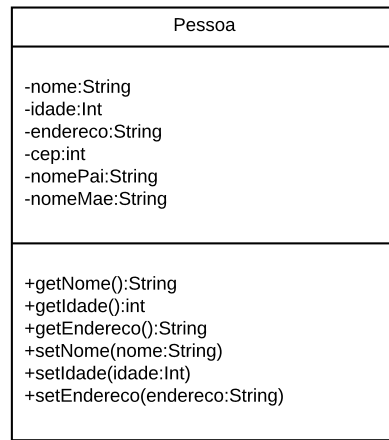 Pessoa
-nome:String
-idade:Int
-endereco:String
-cep:int
-nomePai:String
-nomeMae:String
+getNome():String
+getIdade():int
+getEndereco():String
+setNome(nome:String)
+setIdade(idade:Int)
+setEndereco(endereco:String)